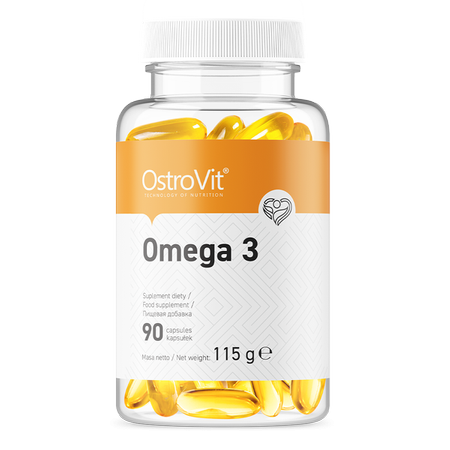 OstroVit®
TECHNOLOGY OF NUTRITION
Omega 3
Suplement diety /
Food supplement /
Пищевая добавка
90 capsules
kapsułek
Masa netto / Net weight: 115 g ℮